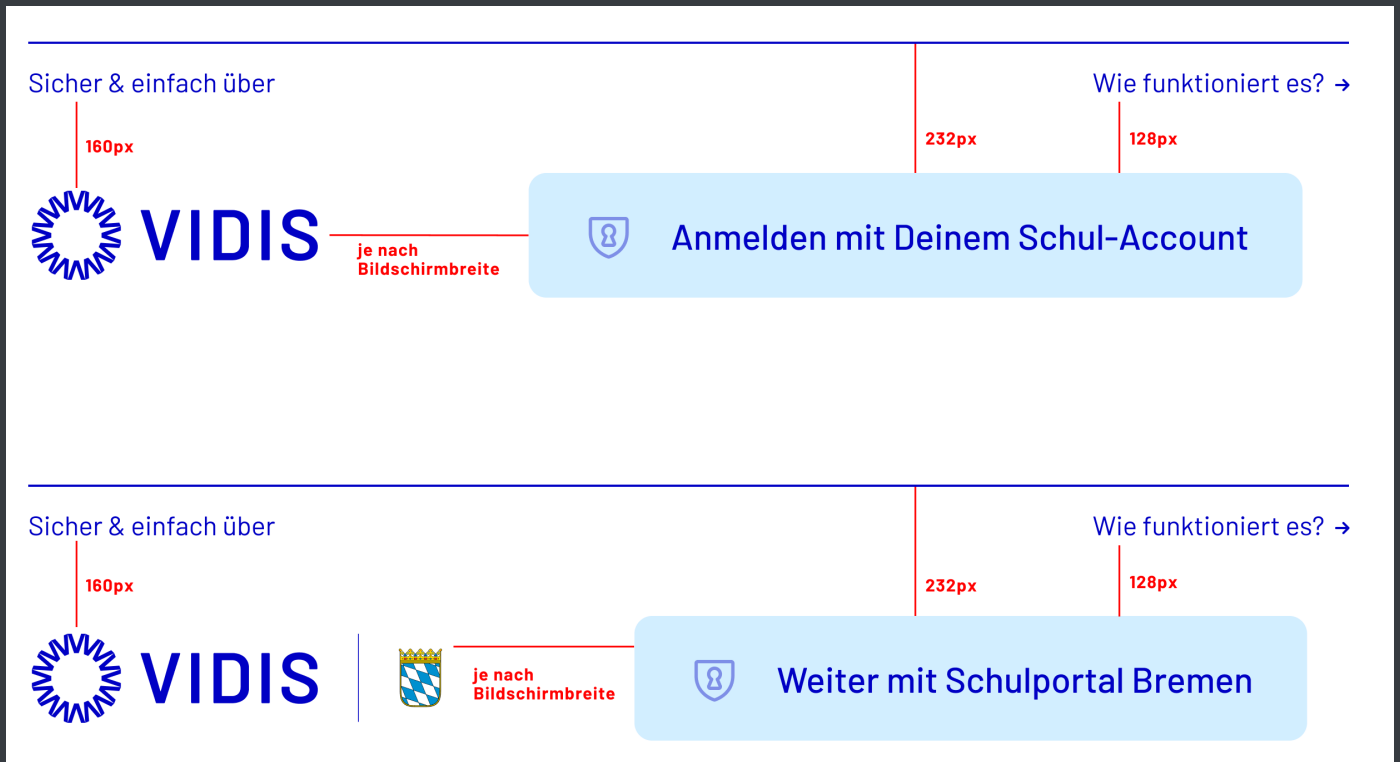 Sicher & einfach über
Wie funktioniert es? →
160px
232px
128px
VIDIS
je nach
Bildschirmbreite
Anmelden mit Deinem Schul-Account
Sicher & einfach über
Wie funktioniert es? →
160px
232px
128px
VIDIS
je nach
Bildschirmbreite
Weiter mit Schulportal Bremen